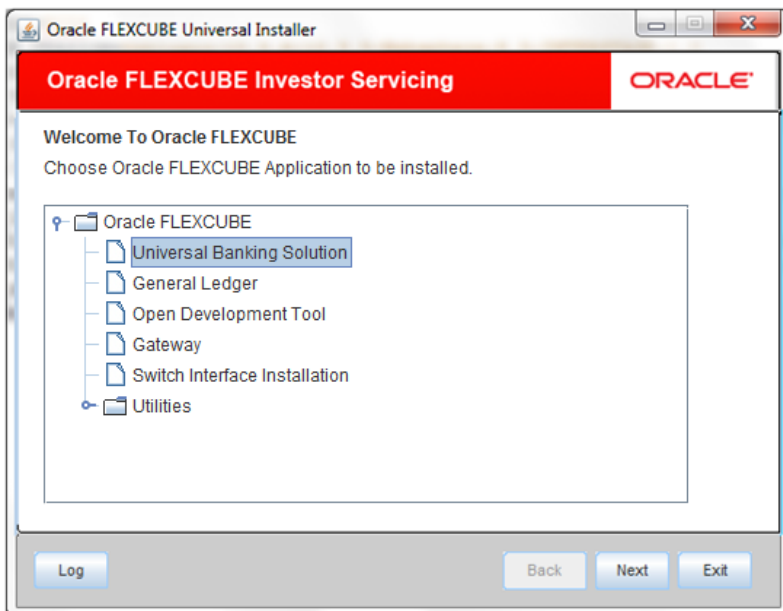 Oracle FLEXCUBE Universal Installer
Oracle FLEXCUBE Investor Servicing
ORACLE
Welcome To Oracle FLEXCUBE
Choose Oracle FLEXCUBE Application to be installed.
Oracle FLEXCUBE
Universal Banking Solution
General Ledger
Open Development Tool
Gateway
Switch Interface Installation
Utilities
Log Back Next Exit